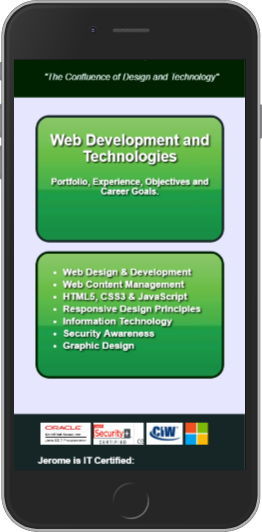 "The Confluence of Design and Technology"
Web Development and
Technologies
Portfolio, Experience, Objectives and
Career Goals.
Web Design & Development
Web Content Management
HTML5, CSS3 & JavaScript
Responsive Design Principles
Information Technology
Security Awareness
Graphic Design
ORACLE Security+ CIW
CERTIFIED
Jerome is IT Certified: